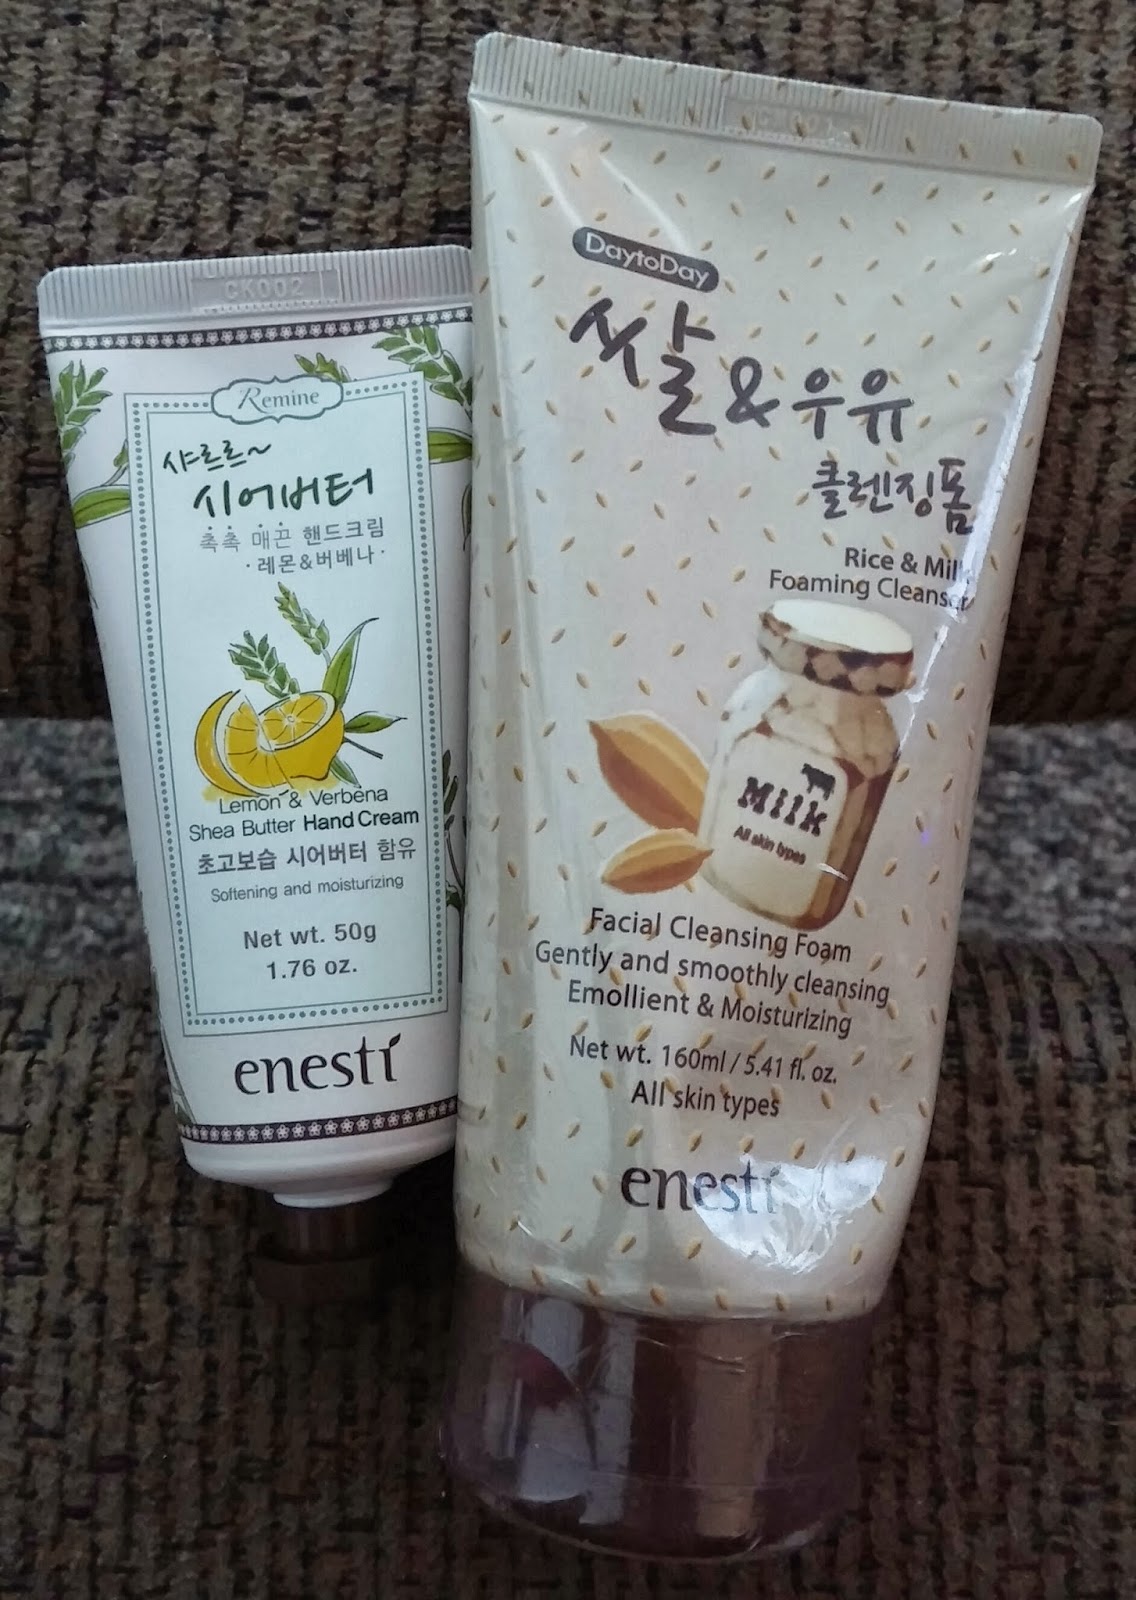 CK002
Remine
샤르르~
시어버터
촉촉 매끈 핸드크림
·레몬&버베나·
Lemon & Verbena
Shea Butter Hand Cream
초고보습 시어버터 함유
Softening and moisturizing
Net wt. 50g
1.76 oz.
enesti
DaytoDay
쌀&우유
클렌징폼
Rice & Milk
Foaming Cleanser
Milk
All skin types
Facial Cleansing Foam
Gently and smoothly cleansing
Emollient & Moisturizing
Net wt. 160ml / 5.41 fl. oz.
All skin types
enesti